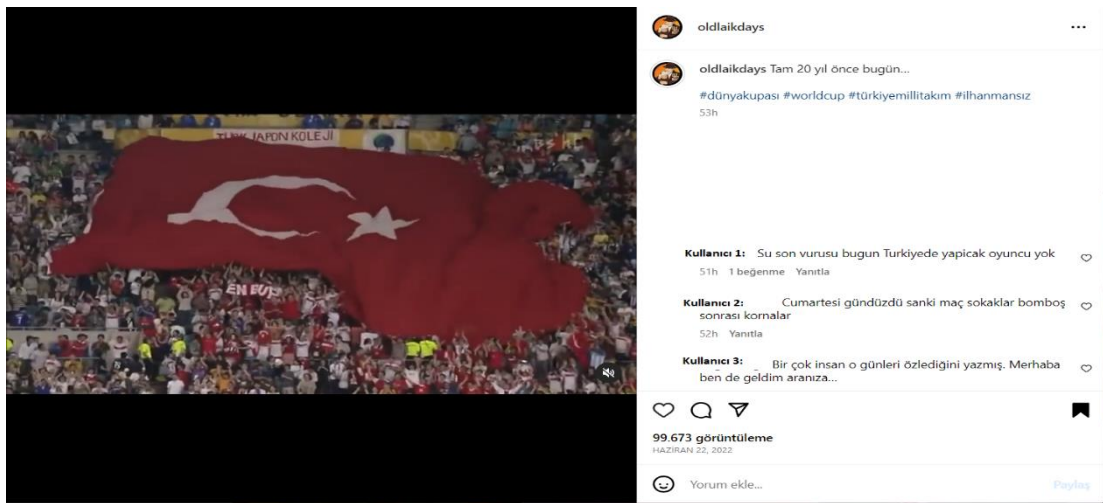 TÜRK JAPON KOLEJİ
EN BÜY
oldlaikdays
oldlaikdays Tam 20 yıl önce bugün...
#dünyakupası #worldcup #türkiyemillitakım #ilhanmansız
53h
Kullanıcı 1: Su son vurusu bugun Turkiyede yapicak oyuncu yok
51h 1 beğenme Yanıtla
Kullanıcı 2: Cumartesi gündüzdü sanki maç sokaklar bomboş
sonrası kornalar
52h Yanıtla
Kullanıcı 3: Bir çok insan o günleri özlediğini yazmış. Merhaba
ben de geldim aranıza...
99.673 görüntüleme
HAZİRAN 22, 2022
Yorum ekle...
Paylaş